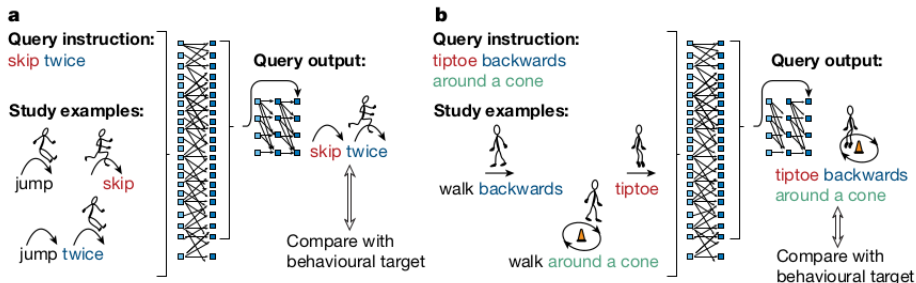 a
Query instruction:
skip twice
Study examples:
jump
skip
jump twice
Query output:
skip twice
Compare with
behavioural target
b
Query instruction:
tiptoe backwards
around a cone
Study examples:
walk backwards
tiptoe
walk around a cone
Query output:
tiptoe backwards
around a cone
Compare with
behavioural target